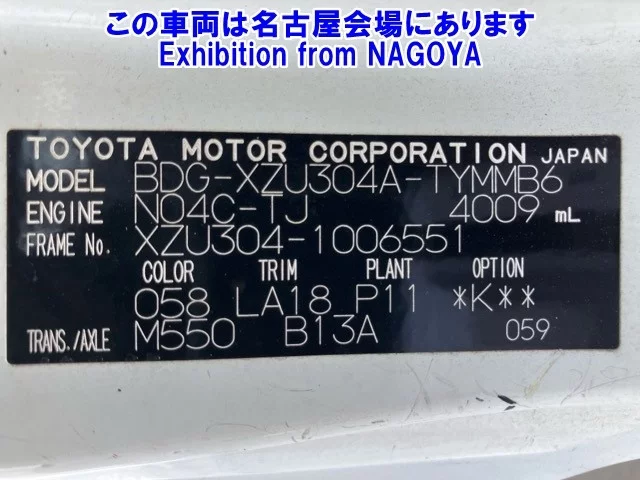 この車両は名古屋会場にあります
Exhibition from NAGOYA
TOYOTA MOTOR CORPORATION JAPAN
MODEL BDG-XZU304A-TYMMB6
ENGINE N04C-TJ 4009 mL
FRAME No. XZU304-1006551
COLOR TRIM PLANT OPTION
058 LA18 P11 *K**
TRANS./AXLE M550 B13A 059